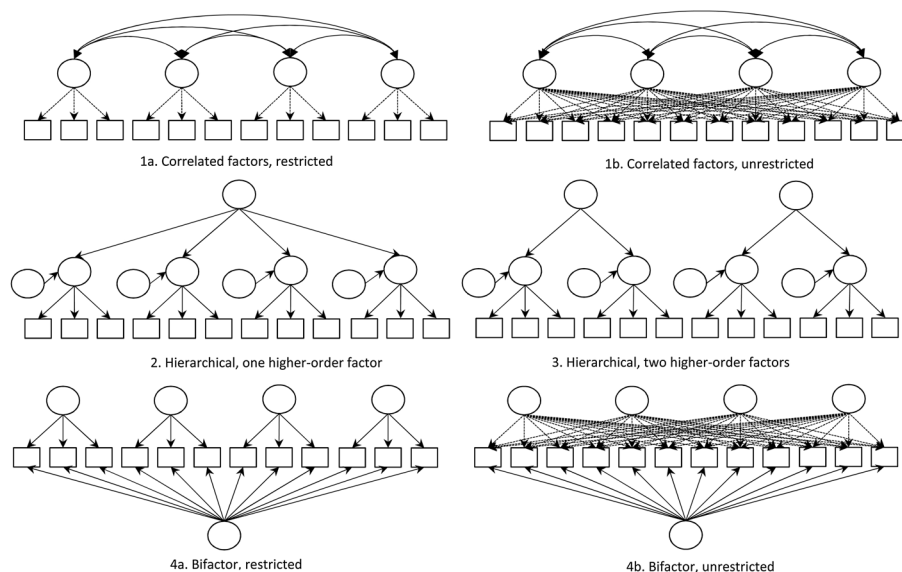 1a. Correlated factors, restricted
1b. Correlated factors, unrestricted
2. Hierarchical, one higher-order factor
3. Hierarchical, two higher-order factors
4a. Bifactor, restricted
4b. Bifactor, unrestricted